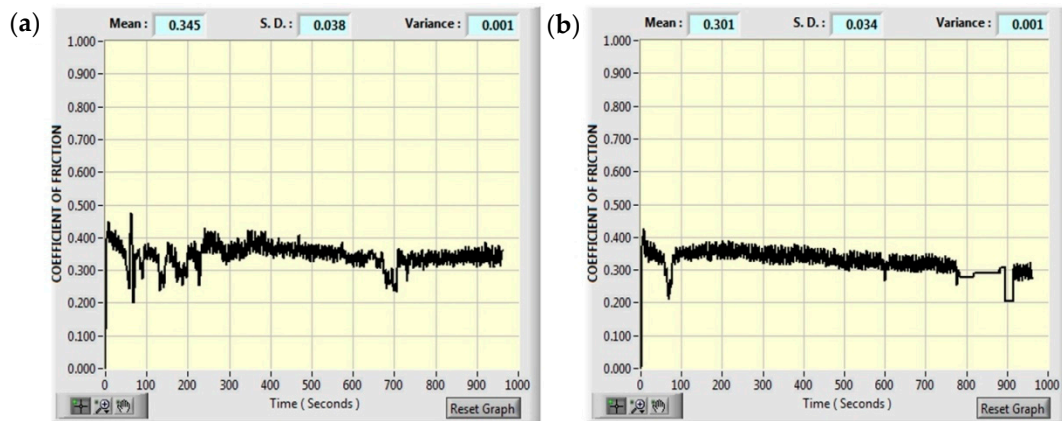 (a)
Mean : 0.345 S. D. : 0.038 Variance : 0.001
COEFFICIENT OF FRICTION
1.000
0.900
0.800
0.700
0.600
0.500
0.400
0.300
0.200
0.100
0.000
0 100 200 300 400 500 600 700 800 900 1000
Time ( Seconds )
Reset Graph
(b)
Mean : 0.301 S. D. : 0.034 Variance : 0.001
COEFFICIENT OF FRICTION
1.000
0.900
0.800
0.700
0.600
0.500
0.400
0.300
0.200
0.100
0.000
0 100 200 300 400 500 600 700 800 900 1000
Time ( Seconds )
Reset Graph